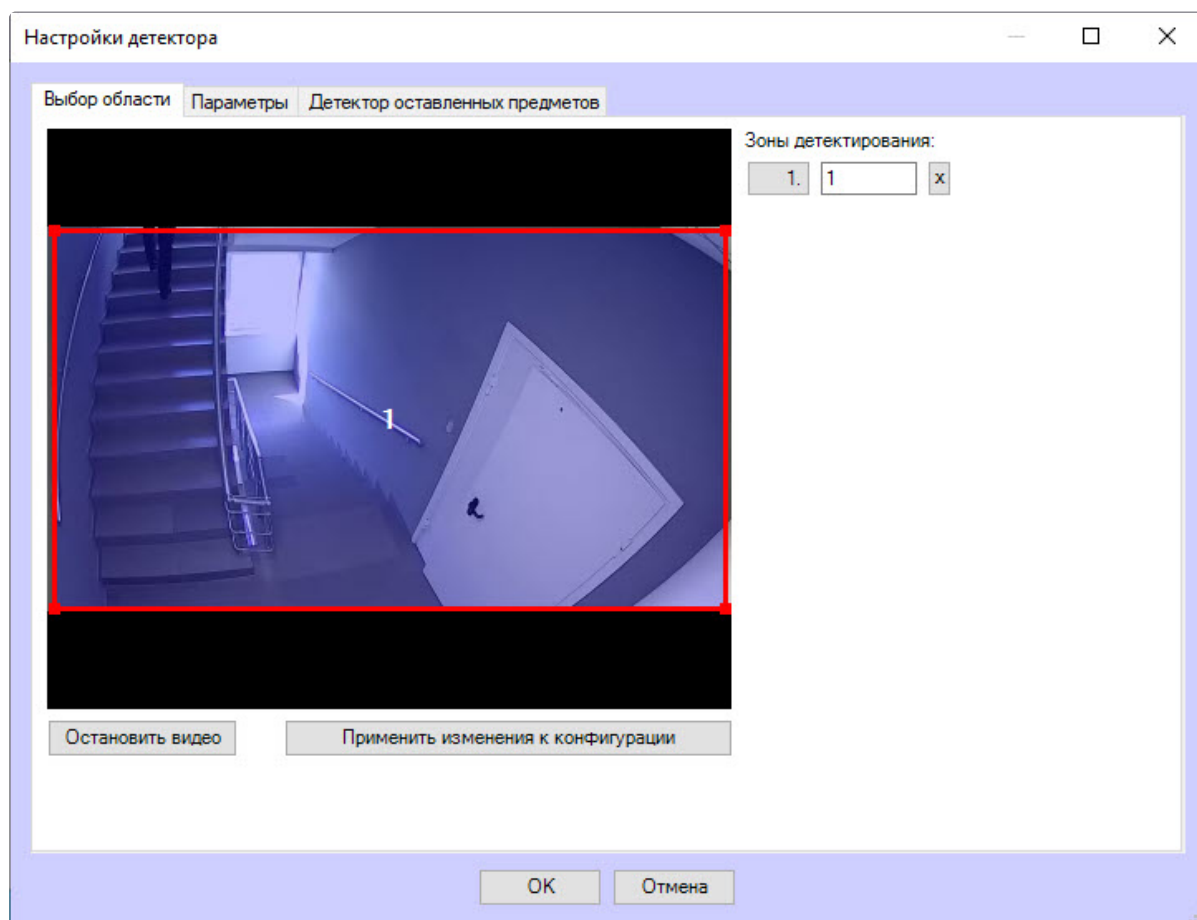 Настройки детектора
Выбор области Параметры Детектор оставленных предметов
Зоны детектирования:
1. 1 x
1
Остановить видео Применить изменения к конфигурации
OK Отмена